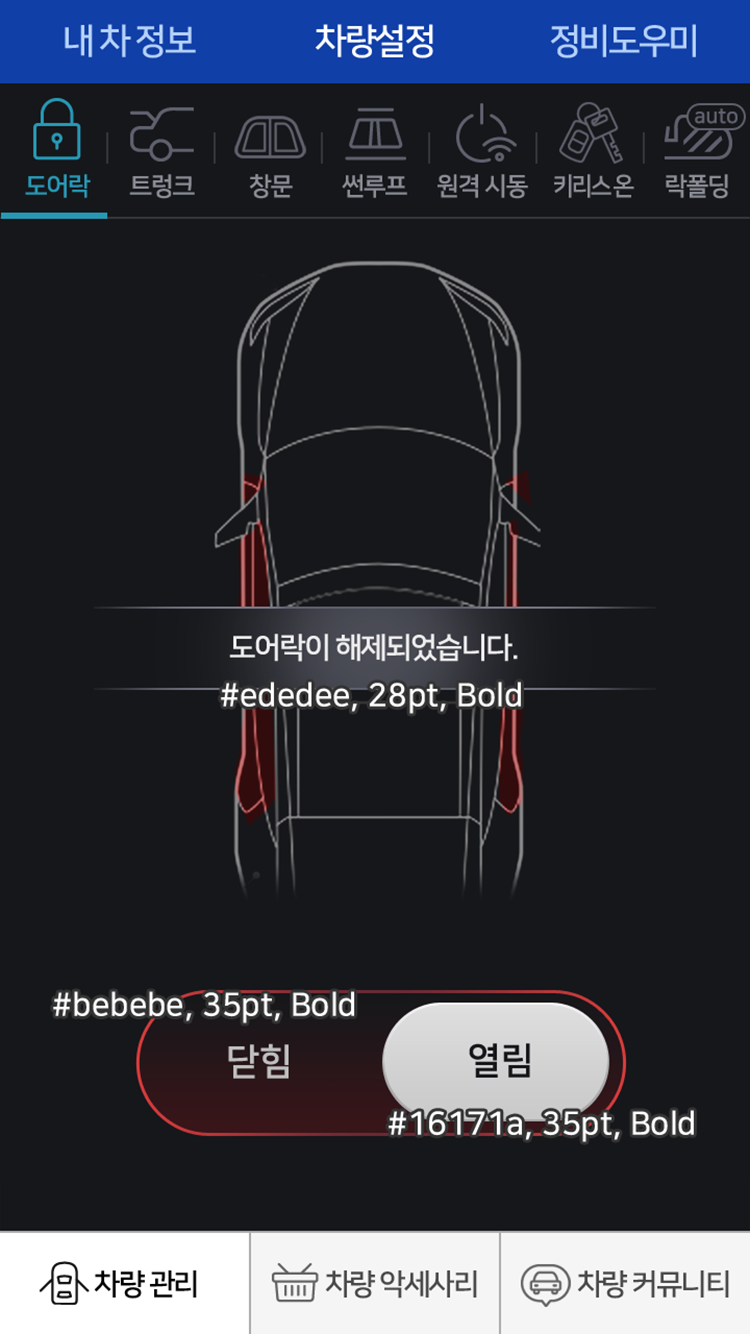 내 차 정보 차량설정 정비도우미
auto
도어락 트렁크 창문 썬루프 원격 시동 키리스 온 락폴딩
도어락이 해제되었습니다.
#ededee, 28pt, Bold
#bebebe, 35pt, Bold
닫힘 열림
#16171a, 35pt, Bold
차량 관리 차량 악세사리 차량 커뮤니티